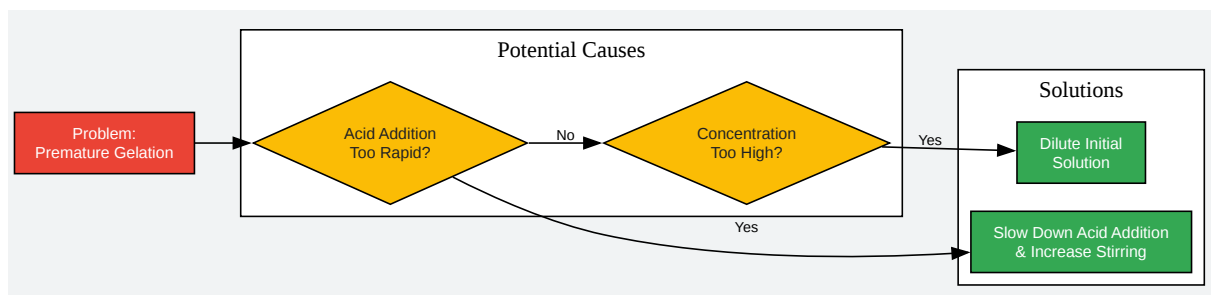 Potential Causes
Solutions
Problem:
Premature Gelation
Acid Addition
Too Rapid?
No
Concentration
Too High?
Yes
Dilute Initial
Solution
Yes
Slow Down Acid Addition
& Increase Stirring